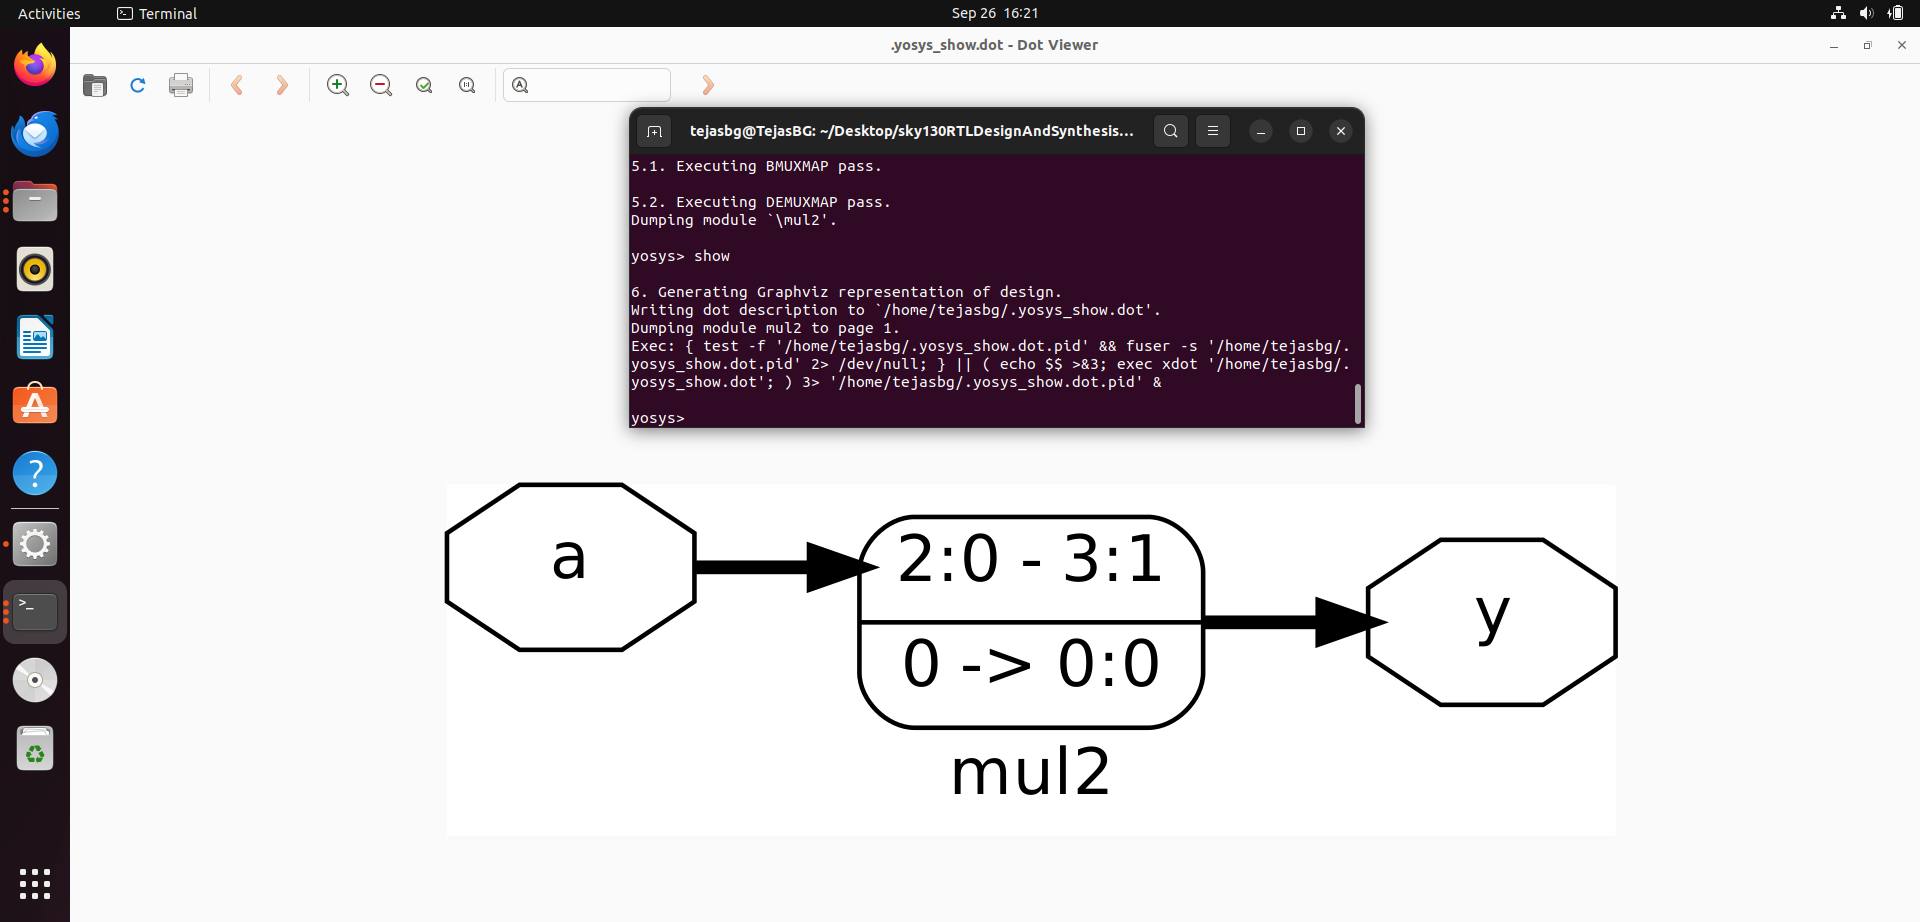 Activities
Terminal
Sep 26 16:21
.yosys_show.dot - Dot Viewer
tejasbg@TejasBG: ~/Desktop/sky130RTLDesignAndSynthesis...
5.1. Executing BMUXMAP pass.
5.2. Executing DEMUXMAP pass.
Dumping module `\mul2'.
yosys> show
6. Generating Graphviz representation of design.
Writing dot description to `/home/tejasbg/.yosys_show.dot'.
Dumping module mul2 to page 1.
Exec: { test -f '/home/tejasbg/.yosys_show.dot.pid' && fuser -s '/home/tejasbg/.
yosys_show.dot.pid' 2> /dev/null; } || ( echo $$ >&3; exec xdot '/home/tejasbg/.
yosys_show.dot'; ) 3> '/home/tejasbg/.yosys_show.dot.pid' &
yosys>
a
2:0 - 3:1
0 -> 0:0
y
mul2